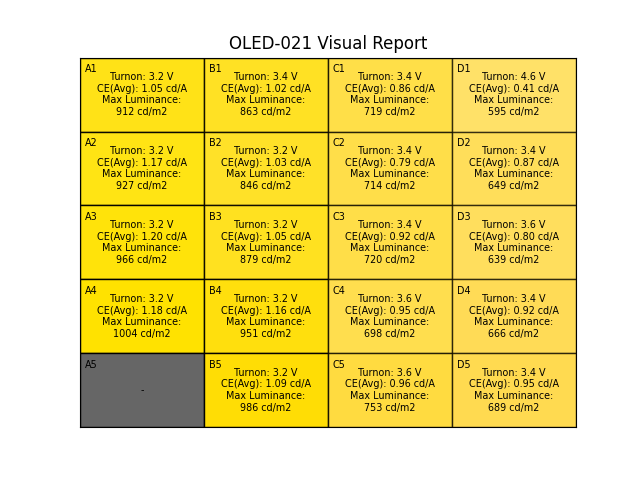 OLED-021 Visual Report
A1
Turnon: 3.2 V
CE(Avg): 1.05 cd/A
Max Luminance:
912 cd/m2
B1
Turnon: 3.4 V
CE(Avg): 1.02 cd/A
Max Luminance:
863 cd/m2
C1
Turnon: 3.4 V
CE(Avg): 0.86 cd/A
Max Luminance:
719 cd/m2
D1
Turnon: 4.6 V
CE(Avg): 0.41 cd/A
Max Luminance:
595 cd/m2
A2
Turnon: 3.2 V
CE(Avg): 1.17 cd/A
Max Luminance:
927 cd/m2
B2
Turnon: 3.2 V
CE(Avg): 1.03 cd/A
Max Luminance:
846 cd/m2
C2
Turnon: 3.4 V
CE(Avg): 0.79 cd/A
Max Luminance:
714 cd/m2
D2
Turnon: 3.4 V
CE(Avg): 0.87 cd/A
Max Luminance:
649 cd/m2
A3
Turnon: 3.2 V
CE(Avg): 1.20 cd/A
Max Luminance:
966 cd/m2
B3
Turnon: 3.2 V
CE(Avg): 1.05 cd/A
Max Luminance:
879 cd/m2
C3
Turnon: 3.4 V
CE(Avg): 0.92 cd/A
Max Luminance:
720 cd/m2
D3
Turnon: 3.6 V
CE(Avg): 0.80 cd/A
Max Luminance:
639 cd/m2
A4
Turnon: 3.2 V
CE(Avg): 1.18 cd/A
Max Luminance:
1004 cd/m2
B4
Turnon: 3.2 V
CE(Avg): 1.16 cd/A
Max Luminance:
951 cd/m2
C4
Turnon: 3.6 V
CE(Avg): 0.95 cd/A
Max Luminance:
698 cd/m2
D4
Turnon: 3.4 V
CE(Avg): 0.92 cd/A
Max Luminance:
666 cd/m2
A5
-
B5
Turnon: 3.2 V
CE(Avg): 1.09 cd/A
Max Luminance:
986 cd/m2
C5
Turnon: 3.6 V
CE(Avg): 0.96 cd/A
Max Luminance:
753 cd/m2
D5
Turnon: 3.4 V
CE(Avg): 0.95 cd/A
Max Luminance:
689 cd/m2